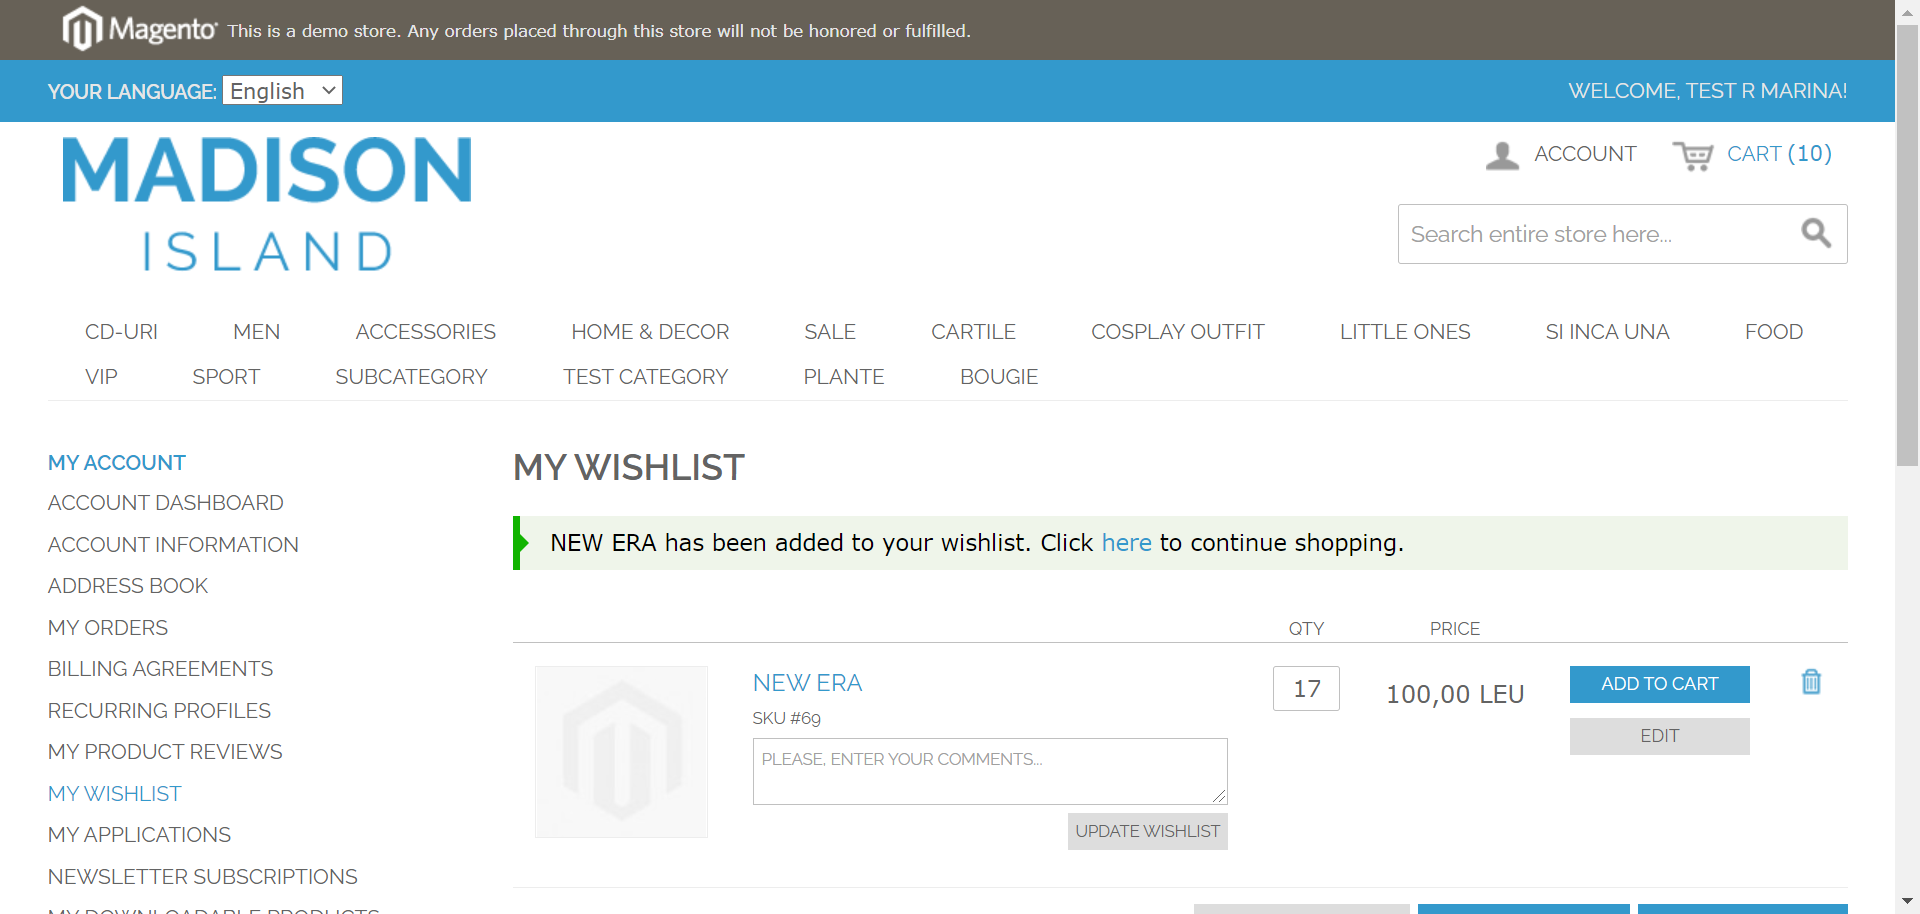 Magento This is a demo store. Any orders placed through this store will not be honored or fulfilled.
YOUR LANGUAGE: English WELCOME, TEST R MARINA!
MADISON
ISLAND
ACCOUNT CART (10)
Search entire store here...
CD-URI MEN ACCESSORIES HOME & DECOR SALE CARTILE COSPLAY OUTFIT LITTLE ONES SI INCA UNA FOOD
VIP SPORT SUBCATEGORY TEST CATEGORY PLANTE BOUGIE
MY ACCOUNT
ACCOUNT DASHBOARD
ACCOUNT INFORMATION
ADDRESS BOOK
MY ORDERS
BILLING AGREEMENTS
RECURRING PROFILES
MY PRODUCT REVIEWS
MY WISHLIST
MY APPLICATIONS
NEWSLETTER SUBSCRIPTIONS
MY DOWNLOADABLE PRODUCTS
MY WISHLIST
NEW ERA has been added to your wishlist. Click here to continue shopping.
QTY PRICE
NEW ERA 17 100,00 LEU ADD TO CART
SKU #69
EDIT
PLEASE, ENTER YOUR COMMENTS...
UPDATE WISHLIST